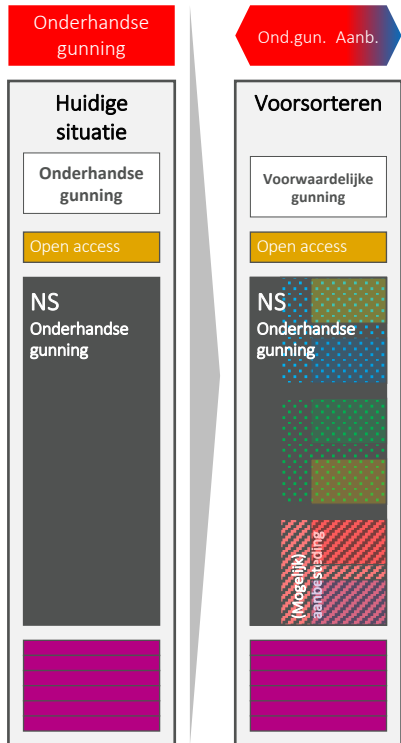 Onderhandse
gunning
Huidige
situatie
Onderhandse
gunning
Open access
NS
Onderhandse
gunning
Ond.gun. Aanb.
Voorsorteren
Voorwaardelijke
gunning
Open access
NS
Onderhandse
gunning
(Mogelijk)
aanbesteding